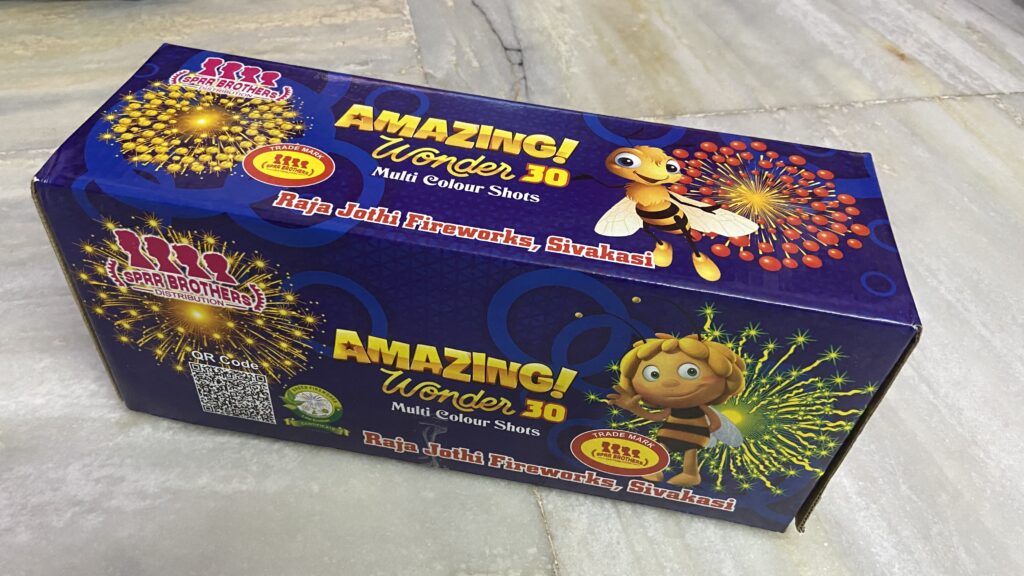 SPRR BROTHERS
DISTRIBUTION
AMAZING!
Wonder 30
Multi Colour Shots
TRADE MARK
SPRR BROTHERS
Raja Jothi Fireworks, Sivakasi
SPRR BROTHERS
DISTRIBUTION
QR Code
AMAZING!
Wonder 30
Multi Colour Shots
TRADE MARK
SPRR BROTHERS
Raja Jothi Fireworks, Sivakasi